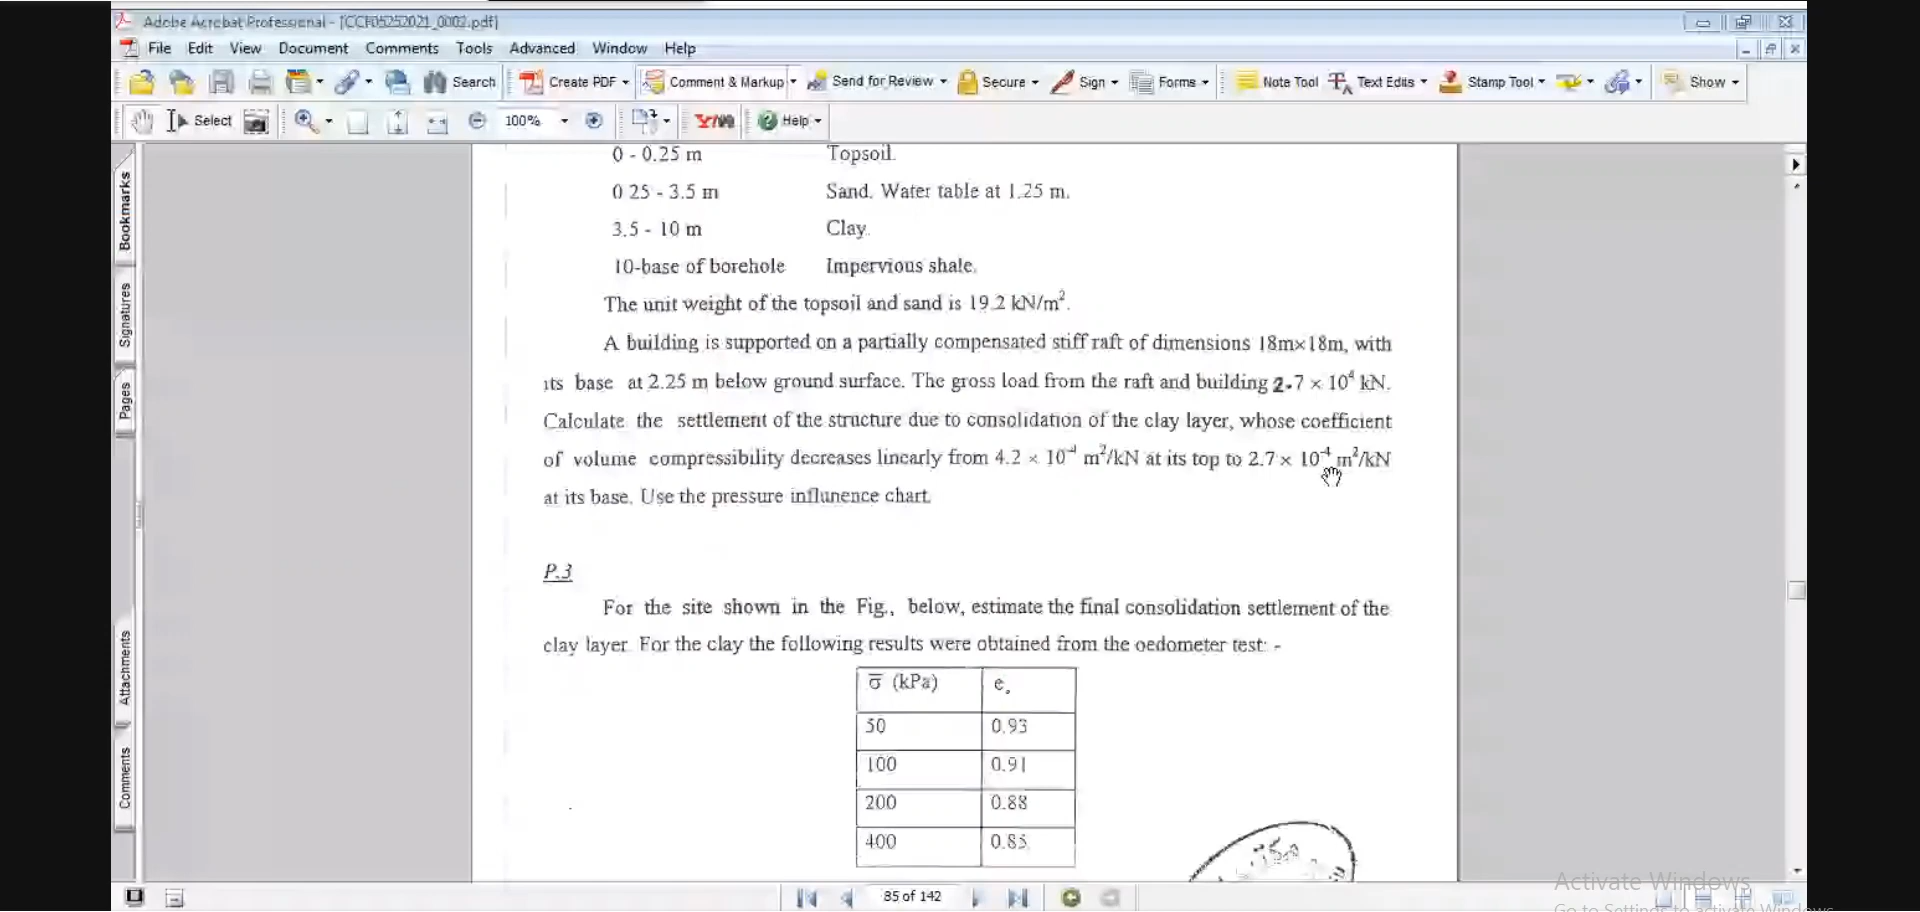 Adobe Acrobat Professional - [CCF05252021_0002.pdf]
File Edit View Document Comments Tools Advanced Window Help
Search Create PDF Comment & Markup Send for Review Secure Sign Forms Note Tool Text Edits Stamp Tool Show
Select 100% Help
Bookmarks
Signatures
Pages
Attachments
Comments
0 - 0.25 m Topsoil.
0 25 - 3.5 m Sand. Water table at 1.25 m.
3.5 - 10 m Clay.
10-base of borehole Impervious shale.
The unit weight of the topsoil and sand is 19.2 kN/m².
A building is supported on a partially compensated stiff raft of dimensions 18m×18m, with
its base at 2.25 m below ground surface. The gross load from the raft and building 2.7 × 10⁴ kN.
Calculate the settlement of the structure due to consolidation of the clay layer, whose coefficient
of volume compressibility decreases linearly from 4.2 × 10⁻⁴ m²/kN at its top to 2.7 × 10⁻⁴ m²/kN
at its base. Use the pressure influnence chart.
P.3
For the site shown in the Fig., below, estimate the final consolidation settlement of the
clay layer. For the clay the following results were obtained from the oedometer test: -
σ̅ (kPa) e
50 0.93
100 0.91
200 0.88
400 0.85
85 of 142
Activate Windows
Go to Settings to activate Windows